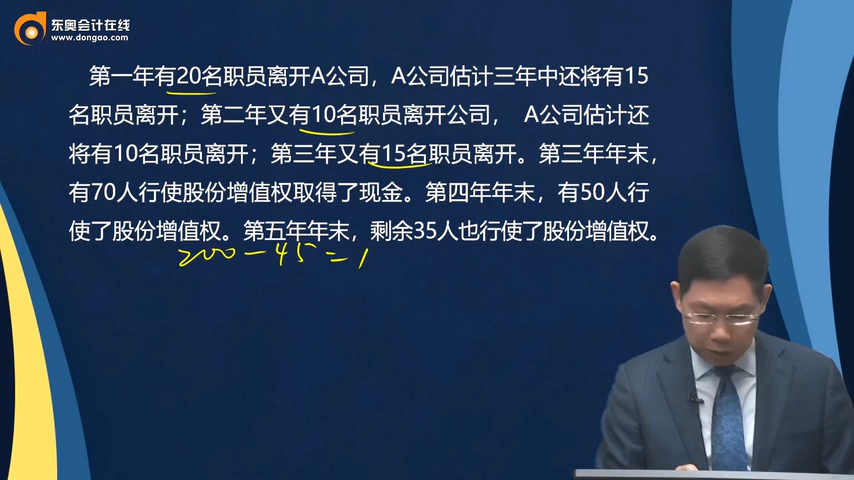 东奥会计在线
www.dongao.com
第一年有20名职员离开A公司，A公司估计三年中还将有15
名职员离开；第二年又有10名职员离开公司， A公司估计还
将有10名职员离开；第三年又有15名职员离开。第三年年末，
有70人行使股份增值权取得了现金。第四年年末，有50人行
使了股份增值权。第五年年末，剩余35人也行使了股份增值权。
200-45=1